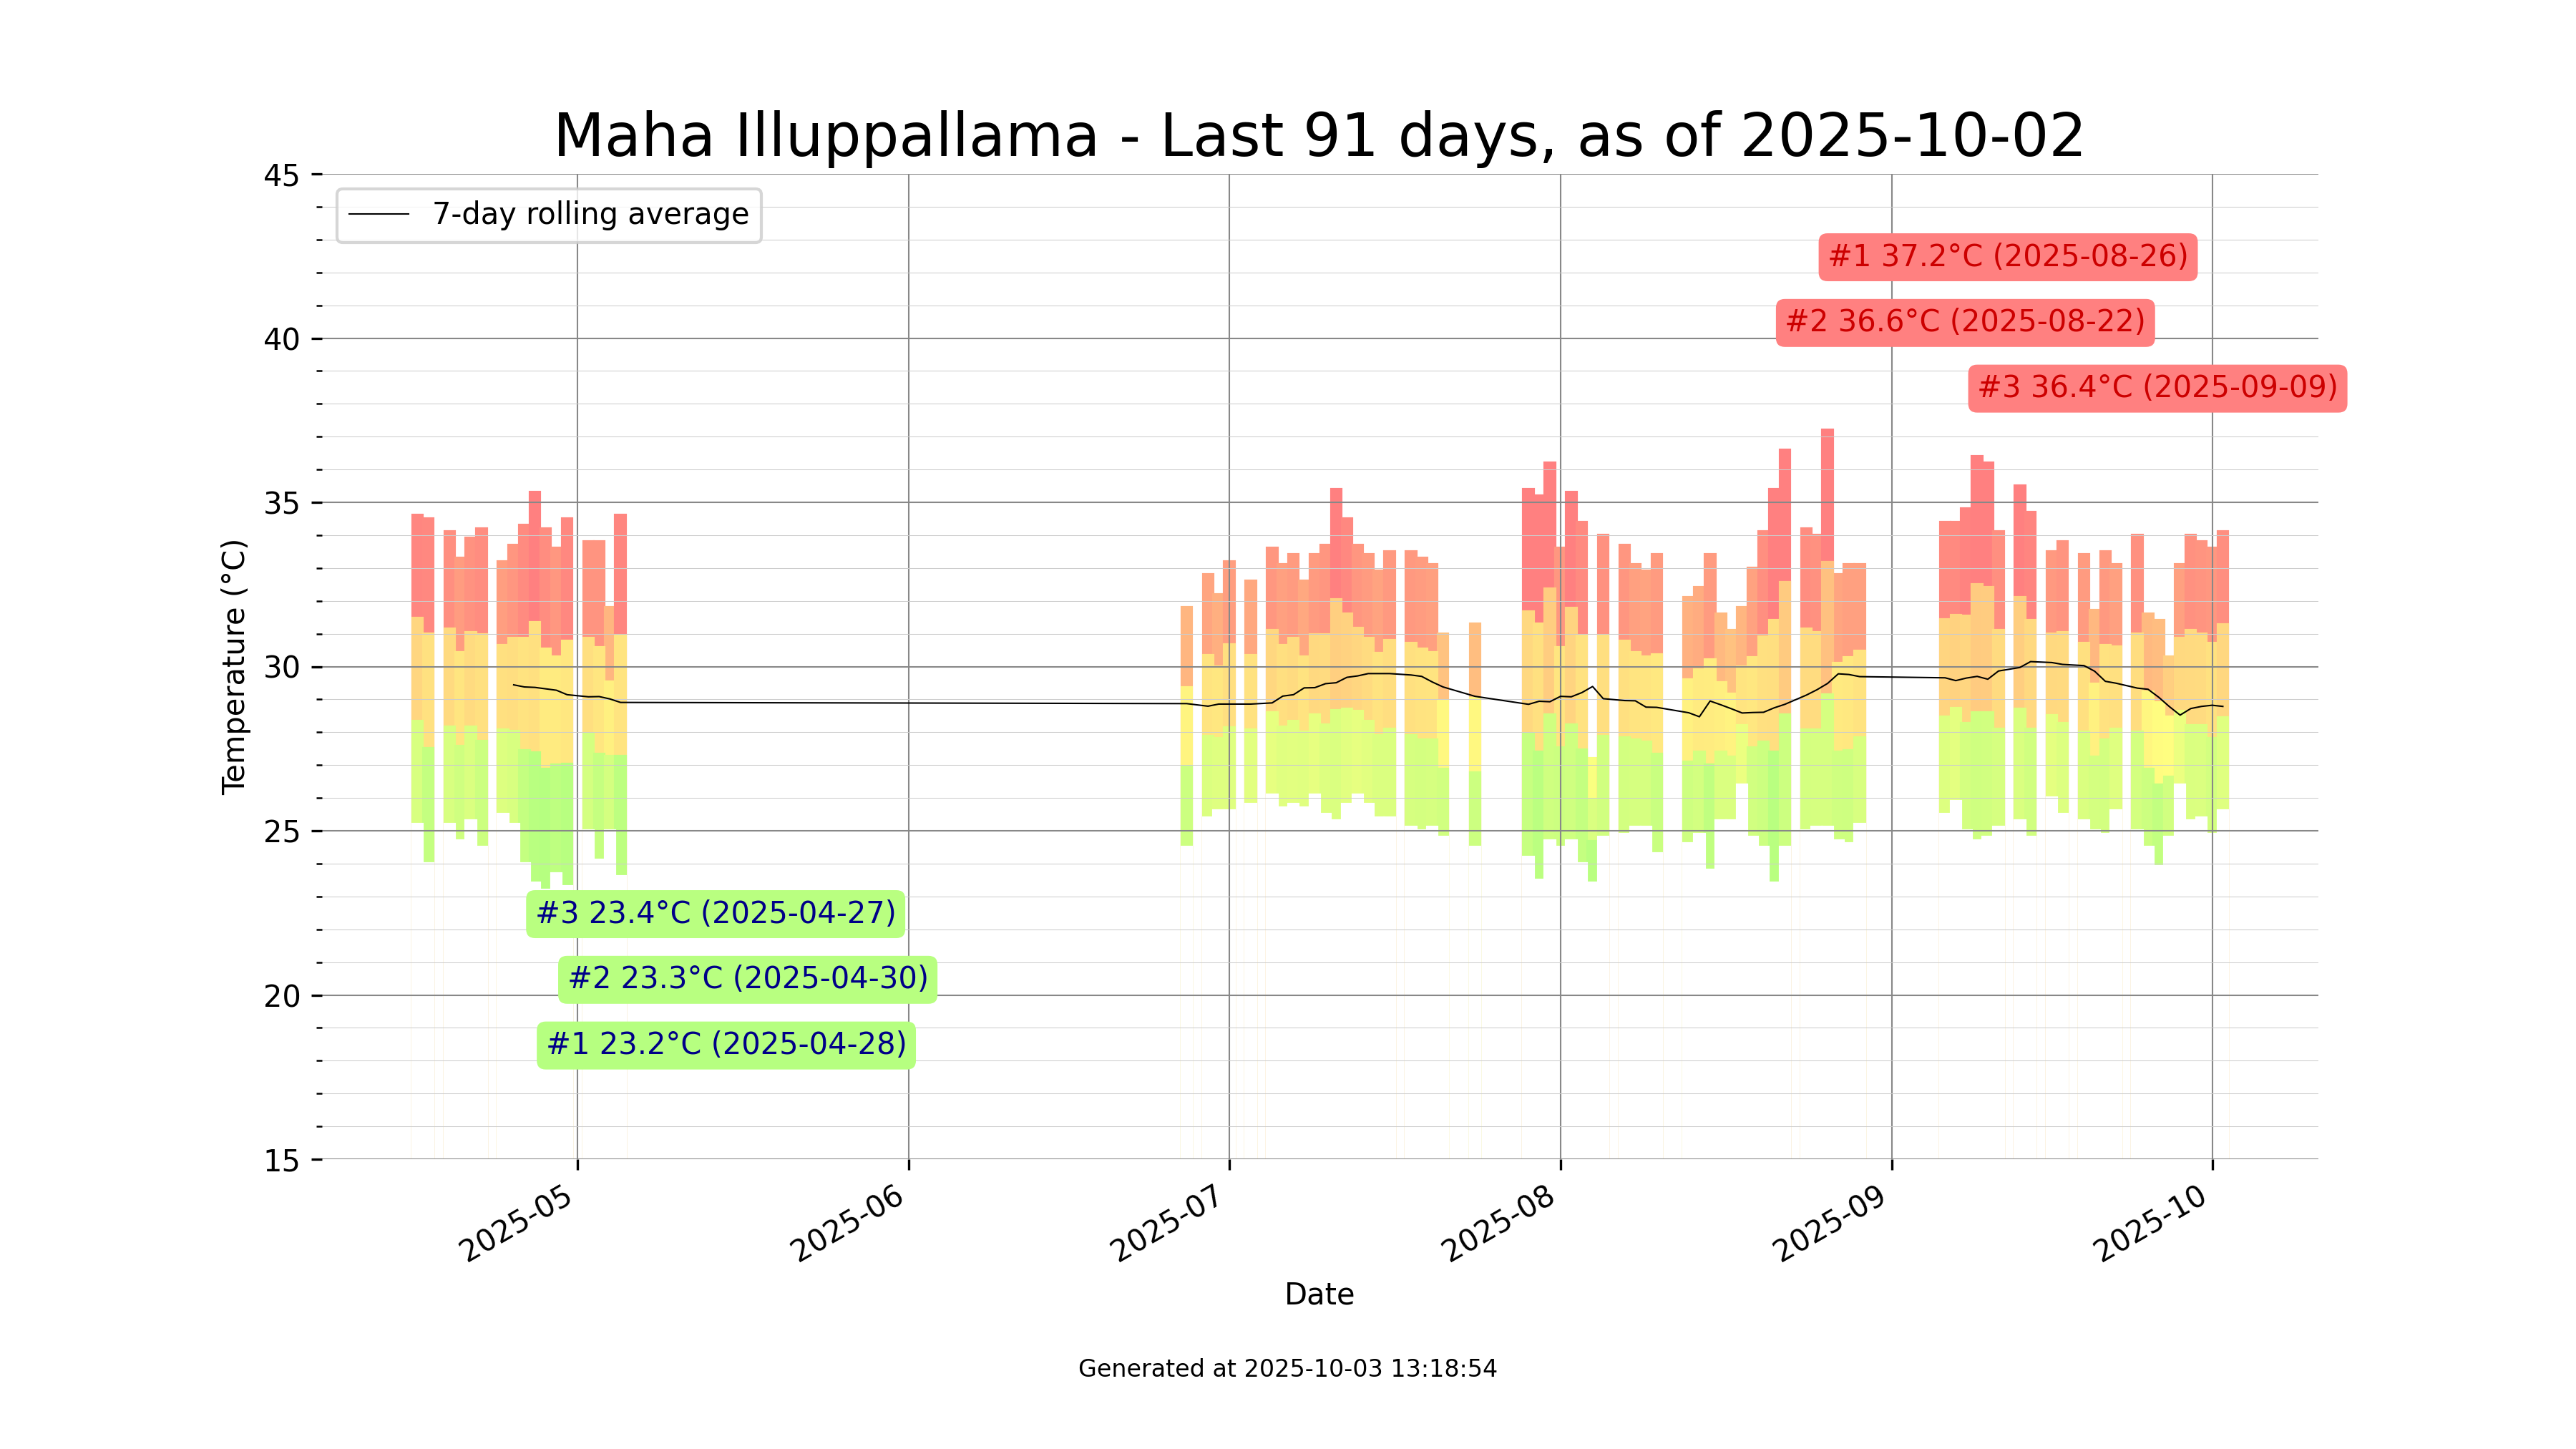 Maha Illuppallama - Last 91 days, as of 2025-10-02
45
7-day rolling average
#1 37.2°C (2025-08-26)
40
#2 36.6°C (2025-08-22)
#3 36.4°C (2025-09-09)
35
30
Temperature (°C)
25
#3 23.4°C (2025-04-27)
#2 23.3°C (2025-04-30)
20
#1 23.2°C (2025-04-28)
15
2025-05
2025-06
2025-07
2025-08
2025-09
2025-10
Date
Generated at 2025-10-03 13:18:54